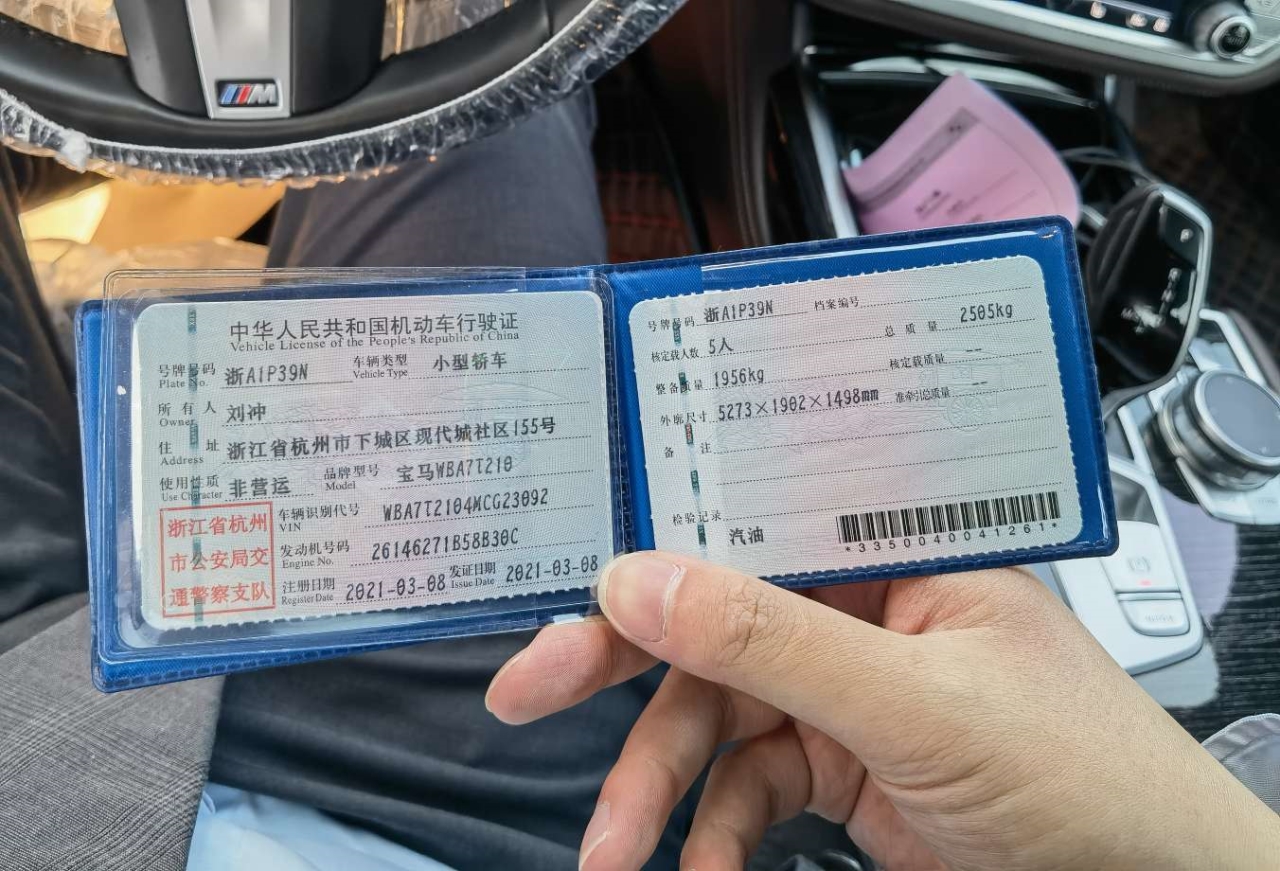 M
中华人民共和国机动车行驶证
Vehicle License of the People's Republic of China
号牌号码 浙A1P39N 车辆类型 小型轿车
Plate No. Vehicle Type
所有人 刘冲
Owner
住址 浙江省杭州市下城区现代城社区155号
Address
使用性质 非营运 品牌型号 宝马WBA7T210
Use Character Model
浙江省杭州
市公安局交
通警察支队
车辆识别代号 WBA7T2104MCG23092
VIN
发动机号码 26146271B58B30C
Engine No.
注册日期 2021-03-08 发证日期 2021-03-08
Register Date Issue Date
号牌号码 浙A1P39N 档案编号
核定载人数 5人 总质量 2505kg
整备质量 1956kg 核定载质量 --
外廓尺寸 5273×1902×1498mm 准牵引总质量 --
备注
检验记录 汽油
*3350040041261*